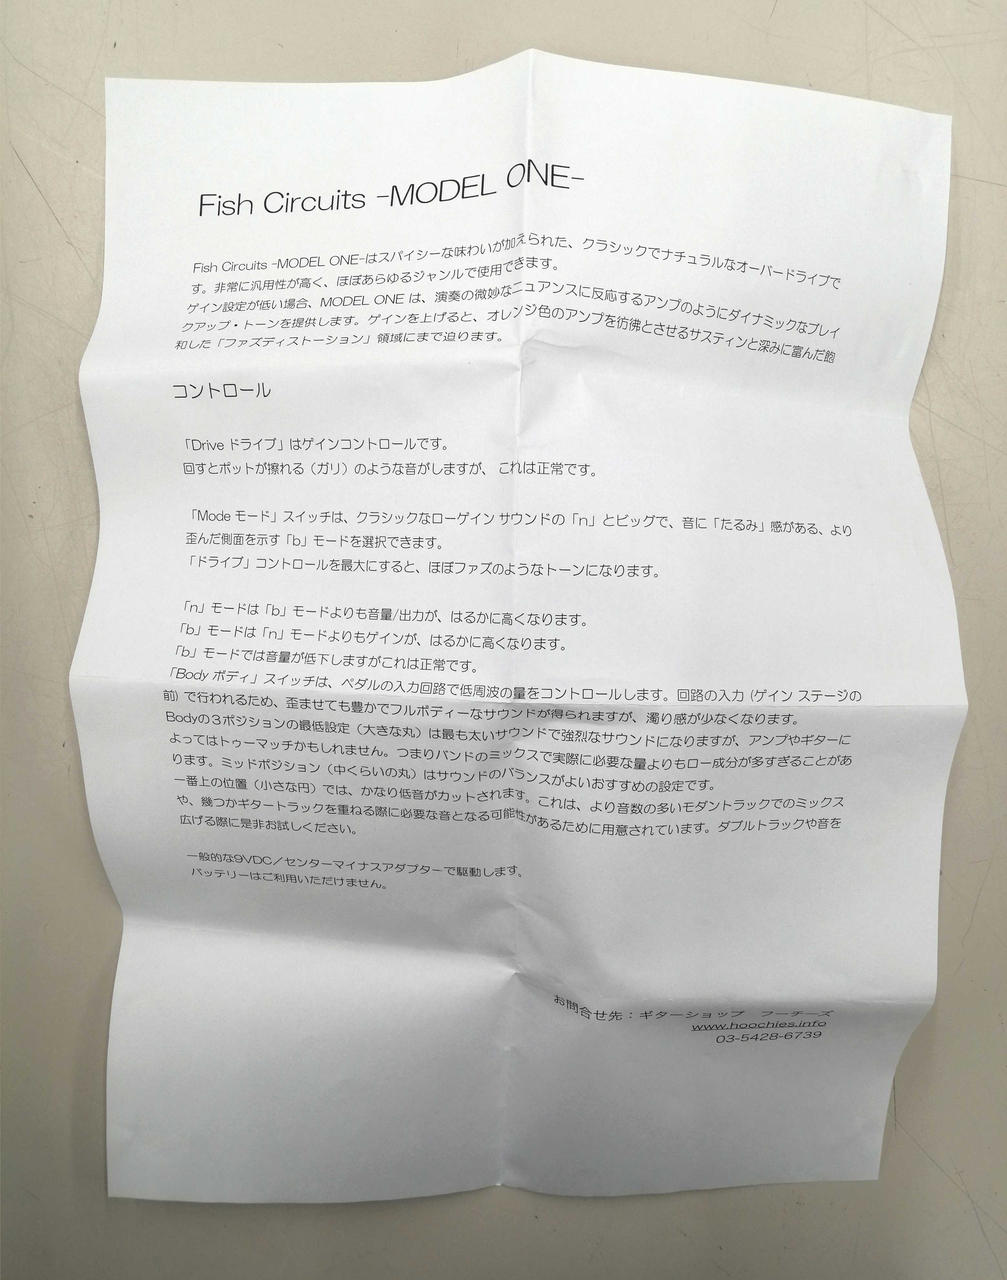 Fish Circuits -MODEL ONE-
Fish Circuits -MODEL ONE-はスパイシーな味わいが加えられた、クラシックでナチュラルなオーバードライブで
す。非常に汎用性が高く、ほぼあらゆるジャンルで使用できます。
ゲイン設定が低い場合、MODEL ONE は、演奏の微妙なニュアンスに反応するアンプのようにダイナミックなブレイ
クアップ・トーンを提供します。ゲインを上げると、オレンジ色のアンプを彷彿とさせるサスティンと深みに富んだ飽
和した「ファズディストーション」領域にまで迫ります。
コントロール
「Drive ドライブ」はゲインコントロールです。
回すとポットが擦れる（ガリ）のような音がしますが、 これは正常です。
「Mode モード」スイッチは、クラシックなローゲイン サウンドの「n」とビッグで、音に「たるみ」感がある、より
歪んだ側面を示す「b」モードを選択できます。
「ドライブ」コントロールを最大にすると、ほぼファズのようなトーンになります。
「n」モードは「b」モードよりも音量/出力が、はるかに高くなります。
「b」モードは「n」モードよりもゲインが、はるかに高くなります。
「b」モードでは音量が低下しますがこれは正常です。
「Body ボディ」スイッチは、ペダルの入力回路で低周波の量をコントロールします。回路の入力 (ゲイン ステージの
前) で行われるため、歪ませても豊かでフルボディーなサウンドが得られますが、濁り感が少なくなります。
Bodyの３ポジションの最低設定（大きな丸）は最も太いサウンドで強烈なサウンドになりますが、アンプやギターに
よってはトゥーマッチかもしれません。つまりバンドのミックスで実際に必要な量よりもロー成分が多すぎることがあ
ります。ミッドポジション（中くらいの丸）はサウンドのバランスがよいおすすめの設定です。
一番上の位置（小さな円）では、かなり低音がカットされます。これは、より音数の多いモダントラックでのミックス
や、幾つかギタートラックを重ねる際に必要な音となる可能性があるために用意されています。ダブルトラックや音を
広げる際に是非お試しください。
一般的な9VDC／センターマイナスアダプターで駆動します。
バッテリーはご利用いただけません。
お問合せ先：ギターショップ　フーチーズ
www.hoochies.info
03-5428-6739